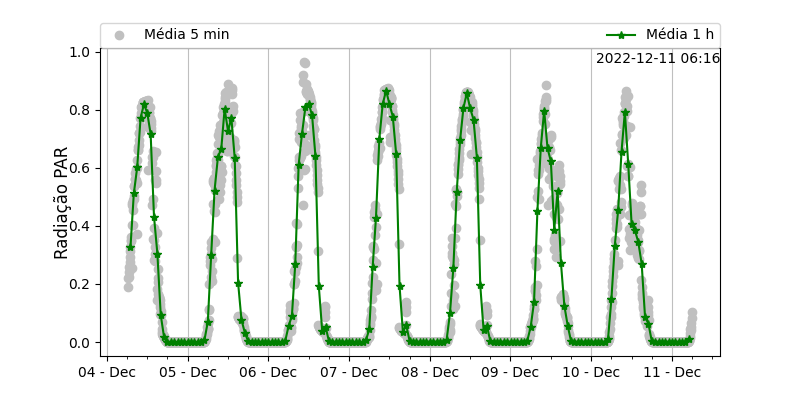 Média 5 min
Média 1 h
2022-12-11 06:16
Radiação PAR
1.0
0.8
0.6
0.4
0.2
0.0
04 - Dec 05 - Dec 06 - Dec 07 - Dec 08 - Dec 09 - Dec 10 - Dec 11 - Dec